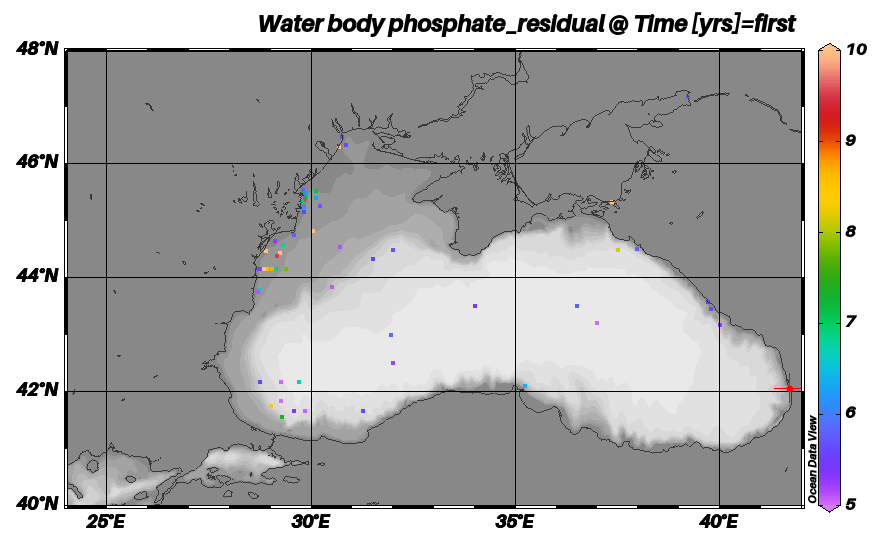 Water body phosphate_residual @ Time [yrs]=first
48°N
46°N
44°N
42°N
40°N
25°E
30°E
35°E
40°E
10
9
8
7
6
5
Ocean Data View